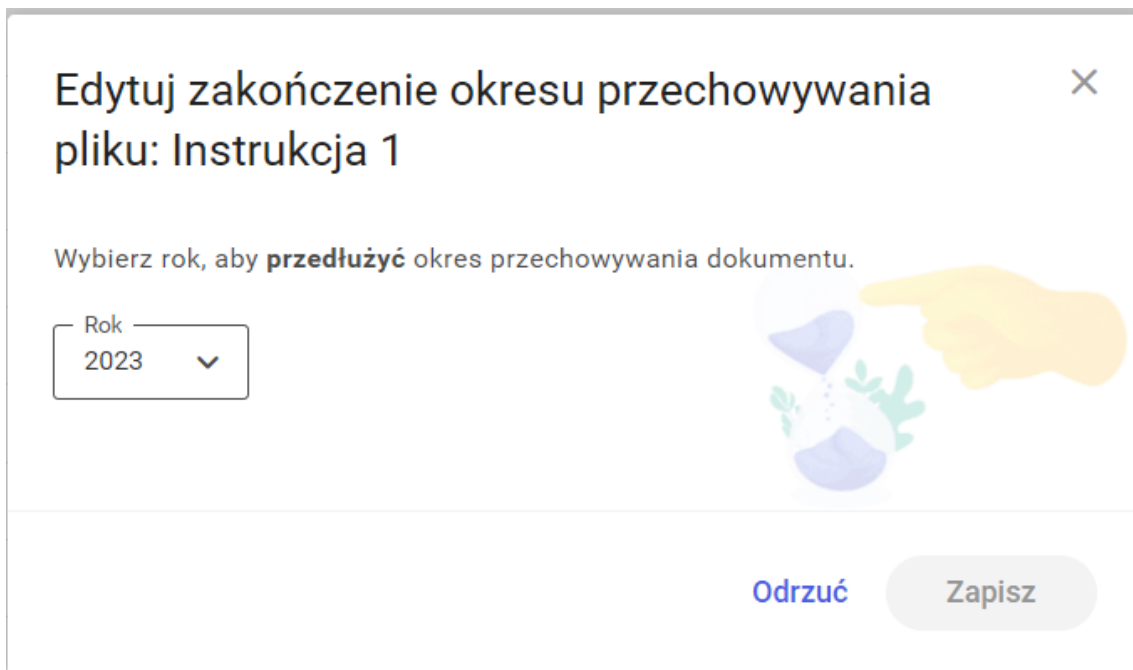 Edytuj zakończenie okresu przechowywania
pliku: Instrukcja 1
Wybierz rok, aby przedłużyć okres przechowywania dokumentu.
Rok
2023
Odrzuć
Zapisz